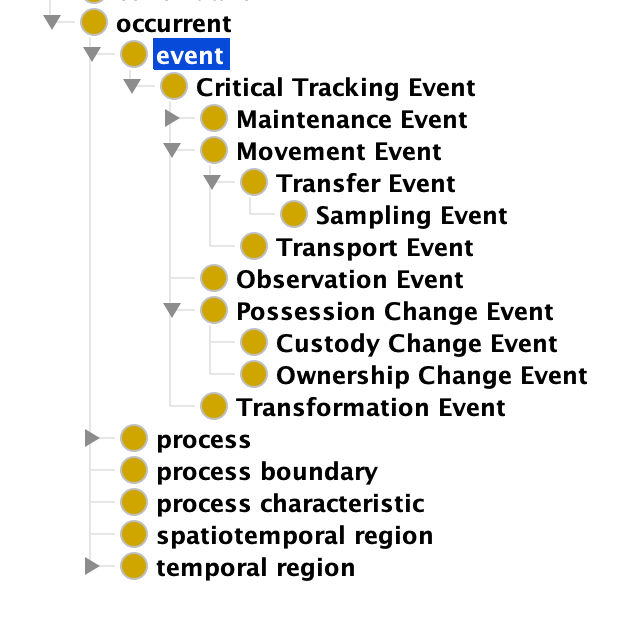 occurrent
event
Critical Tracking Event
Maintenance Event
Movement Event
Transfer Event
Sampling Event
Transport Event
Observation Event
Possession Change Event
Custody Change Event
Ownership Change Event
Transformation Event
process
process boundary
process characteristic
spatiotemporal region
temporal region